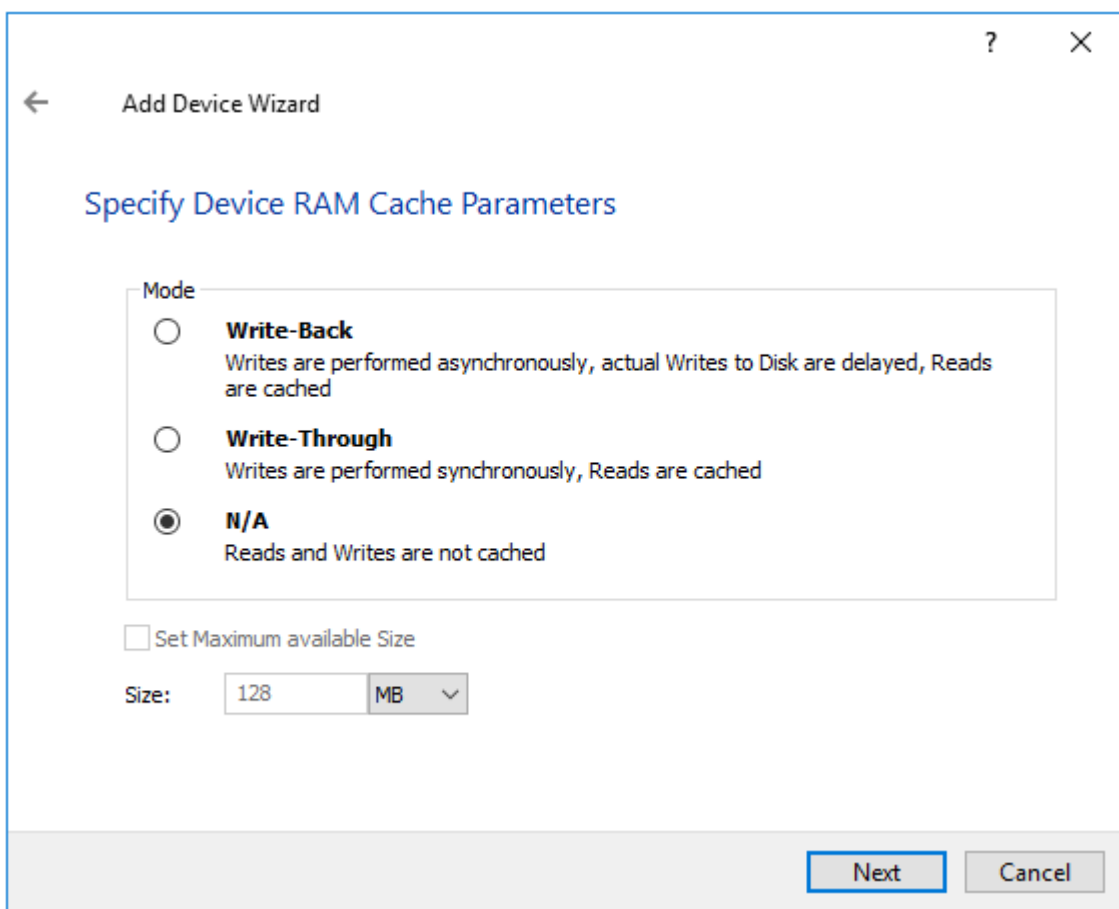 ?
Add Device Wizard
Specify Device RAM Cache Parameters
Mode
Write-Back
Writes are performed asynchronously, actual Writes to Disk are delayed, Reads
are cached
Write-Through
Writes are performed synchronously, Reads are cached
N/A
Reads and Writes are not cached
Set Maximum available Size
Size: 128 MB
Next Cancel